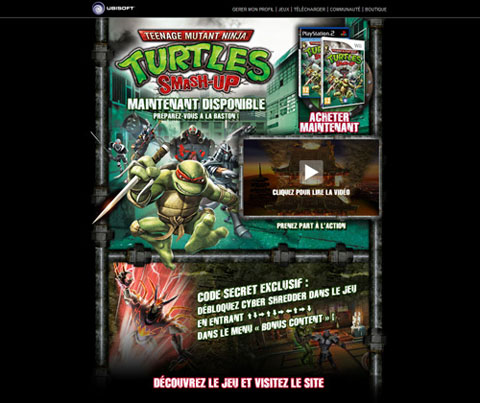 UBISOFT
GERER MON PROFIL | JEUX | TÉLÉCHARGER | COMMUNAUTÉ | BOUTIQUE
TEENAGE MUTANT NINJA
TURTLES
SMASH-UP
MAINTENANT DISPONIBLE
PRÉPAREZ-VOUS À LA BASTON !
PlayStation 2
Wii
ACHETER
MAINTENANT
CLIQUEZ POUR LIRE LA VIDÉO
PRENEZ PART À L'ACTION
CODE SECRET EXCLUSIF :
DÉBLOQUEZ CYBER SHREDDER DANS LE JEU
EN ENTRANT
DANS LE MENU « BONUS CONTENT » !
DÉCOUVREZ LE JEU ET VISITEZ LE SITE